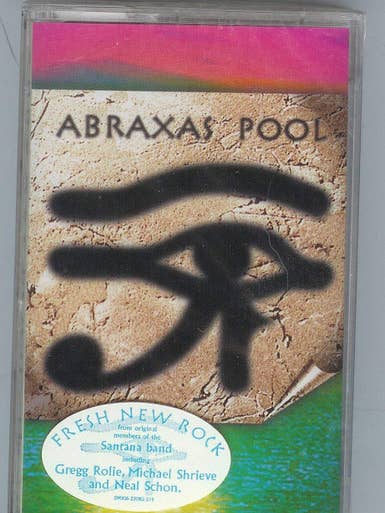 ABRAXAS POOL
FRESH NEW ROCK
from original
members of the
Santana band
including
Gregg Rolie, Michael Shrieve
and Neal Schon.